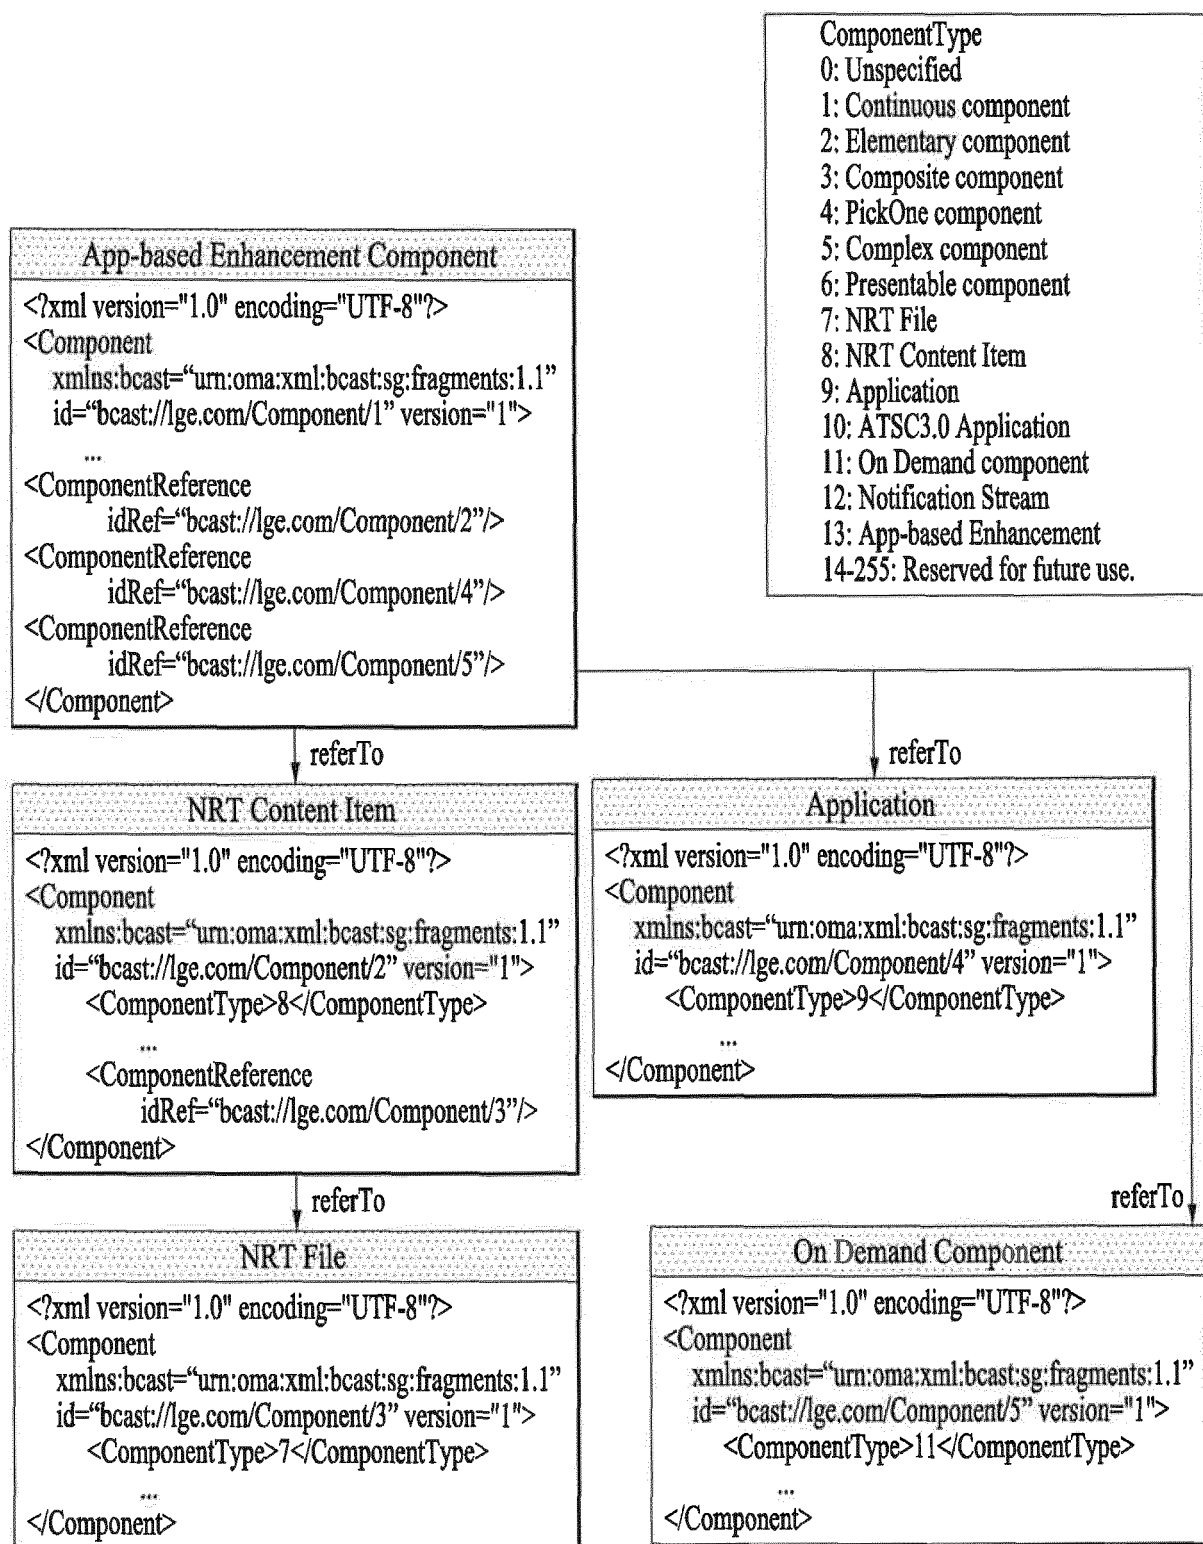 ComponentType
0: Unspecified
1: Continuous component
2: Elementary component
3: Composite component
4: PickOne component
5: Complex component
6: Presentable component
7: NRT File
8: NRT Content Item
9: Application
10: ATSC3.0 Application
11: On Demand component
12: Notification Stream
13: App-based Enhancement
14-255: Reserved for future use.
App-based Enhancement Component
<?xml version="1.0" encoding="UTF-8"?>
<Component
xmlns:bcast=“urn:oma:xml:bcast:sg:fragments:1.1”
id=“bcast://lge.com/Component/1” version="1">
...
<ComponentReference
idRef=“bcast://lge.com/Component/2”/>
<ComponentReference
idRef=“bcast://lge.com/Component/4”/>
<ComponentReference
idRef=“bcast://lge.com/Component/5”/>
</Component>
referTo
referTo
NRT Content Item
<?xml version="1.0" encoding="UTF-8"?>
<Component
xmlns:bcast=“urn:oma:xml:bcast:sg:fragments:1.1”
id=“bcast://lge.com/Component/2” version="1">
<ComponentType>8</ComponentType>
...
<ComponentReference
idRef=“bcast://lge.com/Component/3”/>
</Component>
Application
<?xml version="1.0" encoding="UTF-8"?>
<Component
xmlns:bcast=“urn:oma:xml:bcast:sg:fragments:1.1”
id=“bcast://lge.com/Component/4” version="1">
<ComponentType>9</ComponentType>
...
</Component>
referTo
referTo
NRT File
<?xml version="1.0" encoding="UTF-8"?>
<Component
xmlns:bcast=“urn:oma:xml:bcast:sg:fragments:1.1”
id=“bcast://lge.com/Component/3” version="1">
<ComponentType>7</ComponentType>
...
</Component>
On Demand Component
<?xml version="1.0" encoding="UTF-8"?>
<Component
xmlns:bcast=“urn:oma:xml:bcast:sg:fragments:1.1”
id=“bcast://lge.com/Component/5” version="1">
<ComponentType>11</ComponentType>
...
</Component>